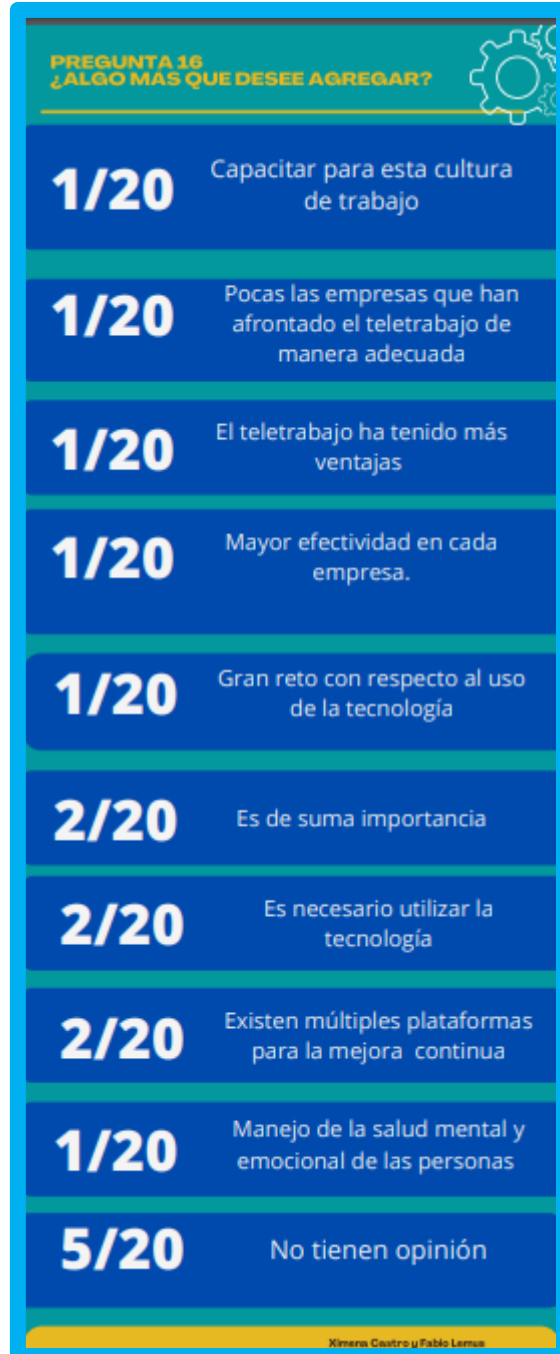 PREGUNTA 16
¿ALGO MÁS QUE DESEE AGREGAR?
1/20
Capacitar para esta cultura
de trabajo
1/20
Pocas las empresas que han
afrontado el teletrabajo de
manera adecuada
1/20
El teletrabajo ha tenido más
ventajas
1/20
Mayor efectividad en cada
empresa.
1/20
Gran reto con respecto al uso
de la tecnología
2/20
Es de suma importancia
2/20
Es necesario utilizar la
tecnología
2/20
Existen múltiples plataformas
para la mejora continua
1/20
Manejo de la salud mental y
emocional de las personas
5/20
No tienen opinión
Ximena Castro y Fabio Lemus